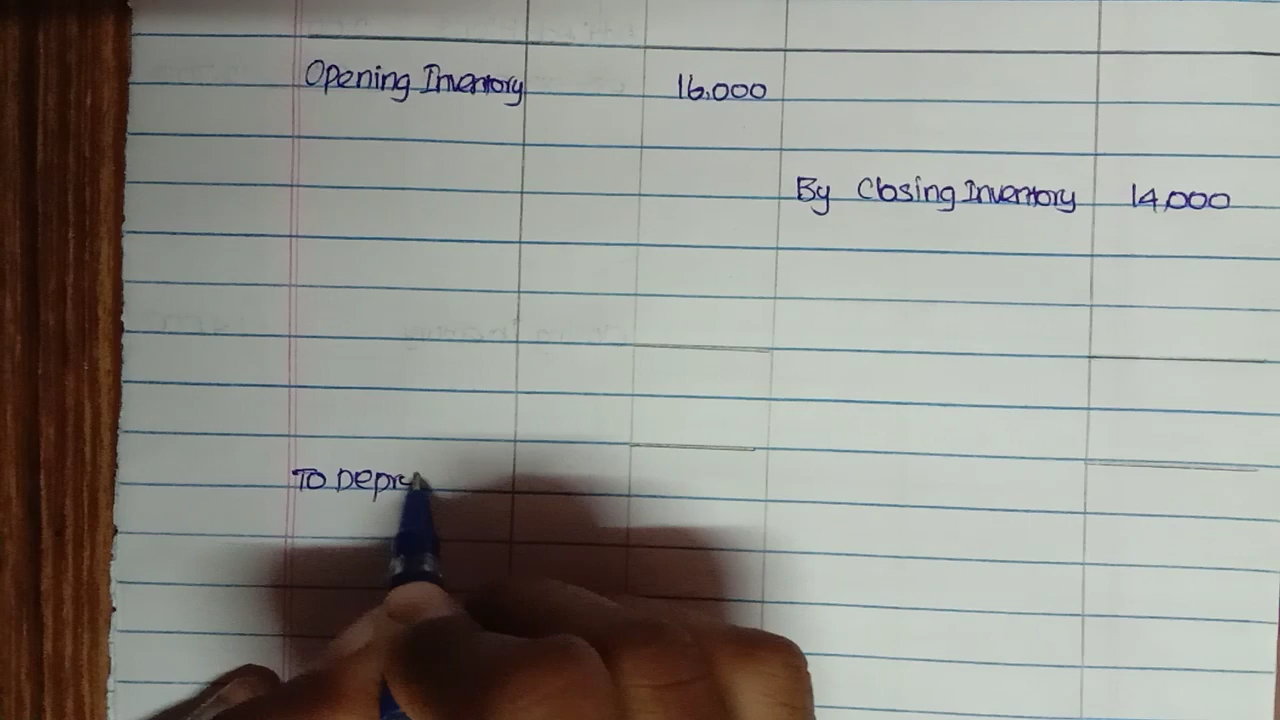 Opening Inventory 16,000
By Closing Inventory 14,000
To Depre